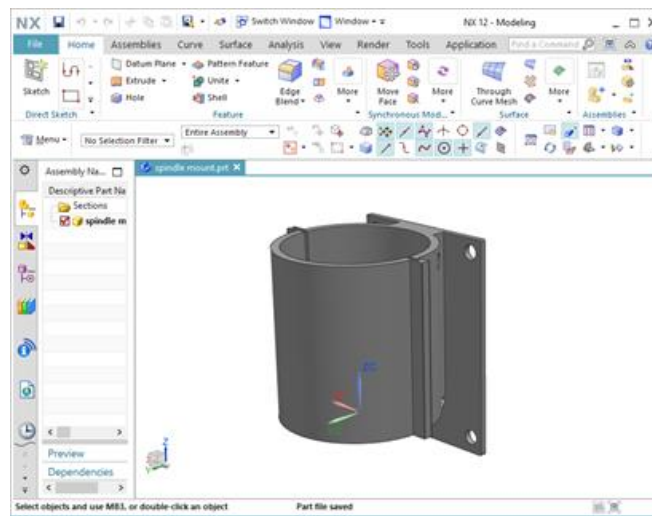 NX Switch Window Window NX 12 - Modeling
File Home Assemblies Curve Surface Analysis View Render Tools Application Find a Command
Sketch Datum Plane Pattern Feature Edge Blend More Move Face More Through Curve Mesh More
Extrude Unite
Hole Shell
Direct Sketch Feature Synchronous Mod... Surface Assemblies
Menu No Selection Filter Entire Assembly
Assembly Na... spindle mount.prt
Descriptive Part Na
Sections
spindle m
ZC
Z
Preview
Dependencies
Select objects and use MB3, or double-click an object Part file saved